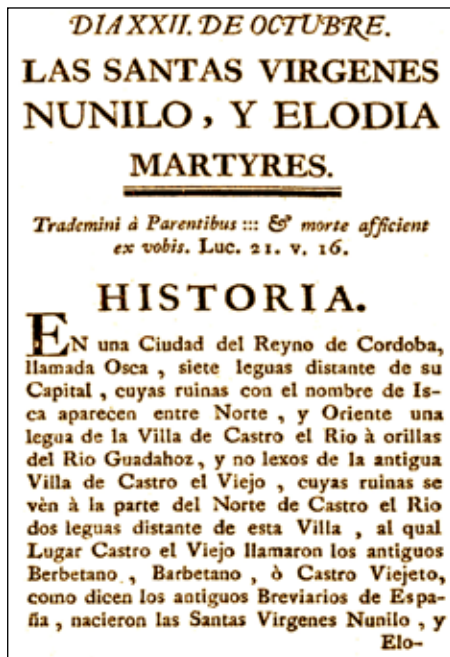 DIA XXII. DE OCTUBRE.
LAS SANTAS VIRGENES
NUNILO, Y ELODIA
MARTYRES.
Trademini à Parentibus ::: & morte afficient
ex vobis. Luc. 21. v. 16.
HISTORIA.
EN una Ciudad del Reyno de Cordoba,
llamada Osca , siete leguas distante de su
Capital , cuyas ruinas con el nombre de Is-
ca aparecen entre Norte , y Oriente una
legua de la Villa de Castro el Rio à orillas
del Rio Guadahoz, y no lexos de la antigua
Villa de Castro el Viejo , cuyas ruinas se
vèn à la parte del Norte de Castro el Rio
dos leguas distante de esta Villa , al qual
Lugar Castro el Viejo llamaron los antiguos
Berbetano , Barbetano , ò Castro Viejeto,
como dicen los antiguos Breviarios de Espa-
ña , nacieron las Santas Virgenes Nunilo , y
Elo-